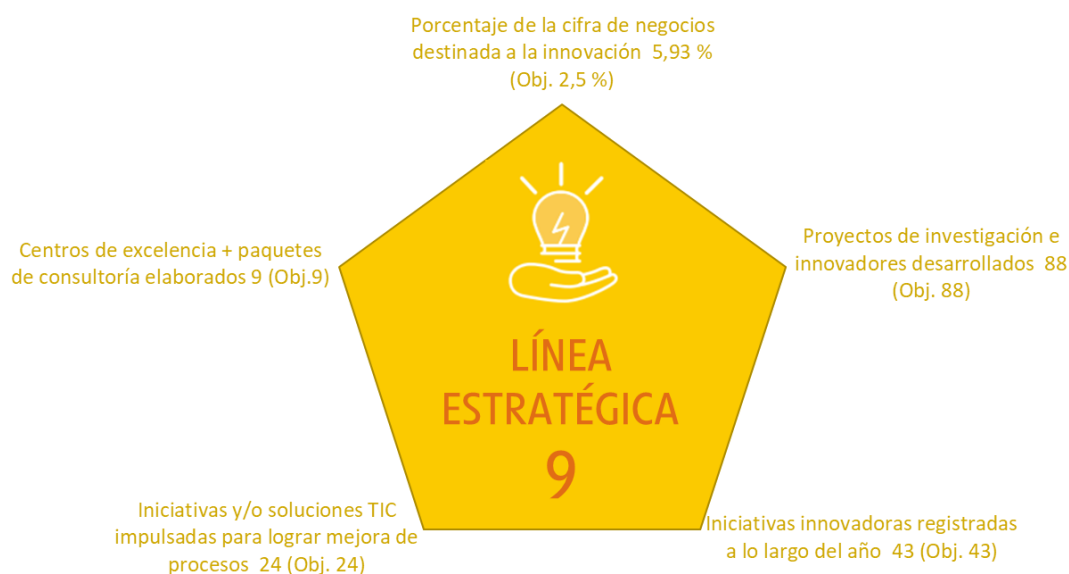 Porcentaje de la cifra de negocios
destinada a la innovación 5,93 %
(Obj. 2,5 %)
Centros de excelencia + paquetes
de consultoría elaborados 9 (Obj.9)
Proyectos de investigación e
innovadores desarrollados 88
(Obj. 88)
LÍNEA
ESTRATÉGICA
9
Iniciativas y/o soluciones TIC
impulsadas para lograr mejora de
procesos 24 (Obj. 24)
Iniciativas innovadoras registradas
a lo largo del año 43 (Obj. 43)